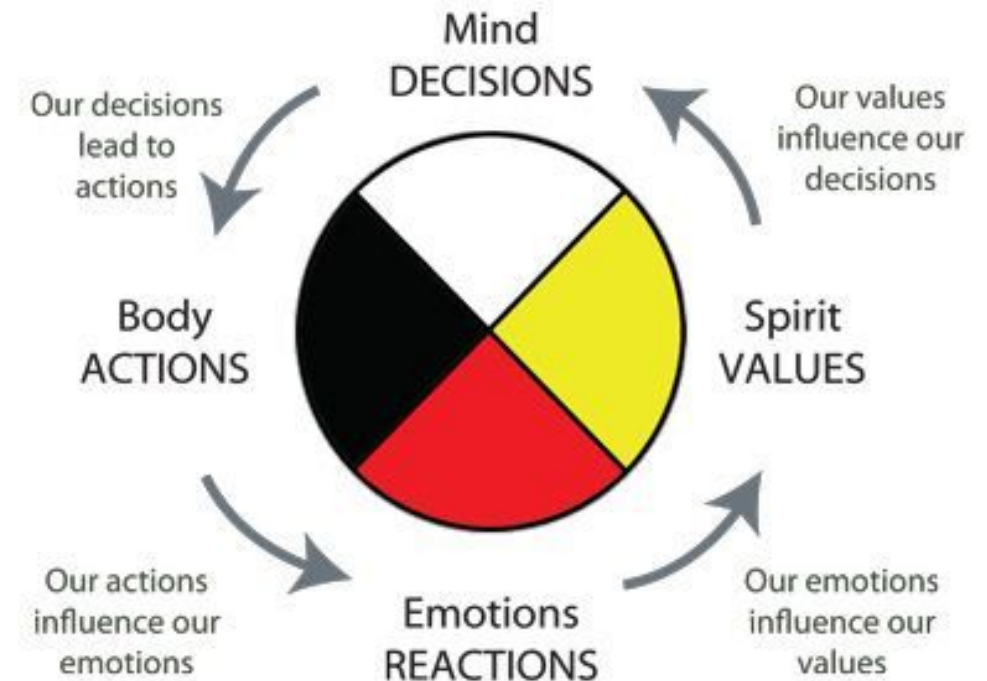 Mind
DECISIONS
Our decisions
lead to
actions
Our values
influence our
decisions
Body
ACTIONS
Spirit
VALUES
Our actions
influence our
emotions
Emotions
REACTIONS
Our emotions
influence our
values